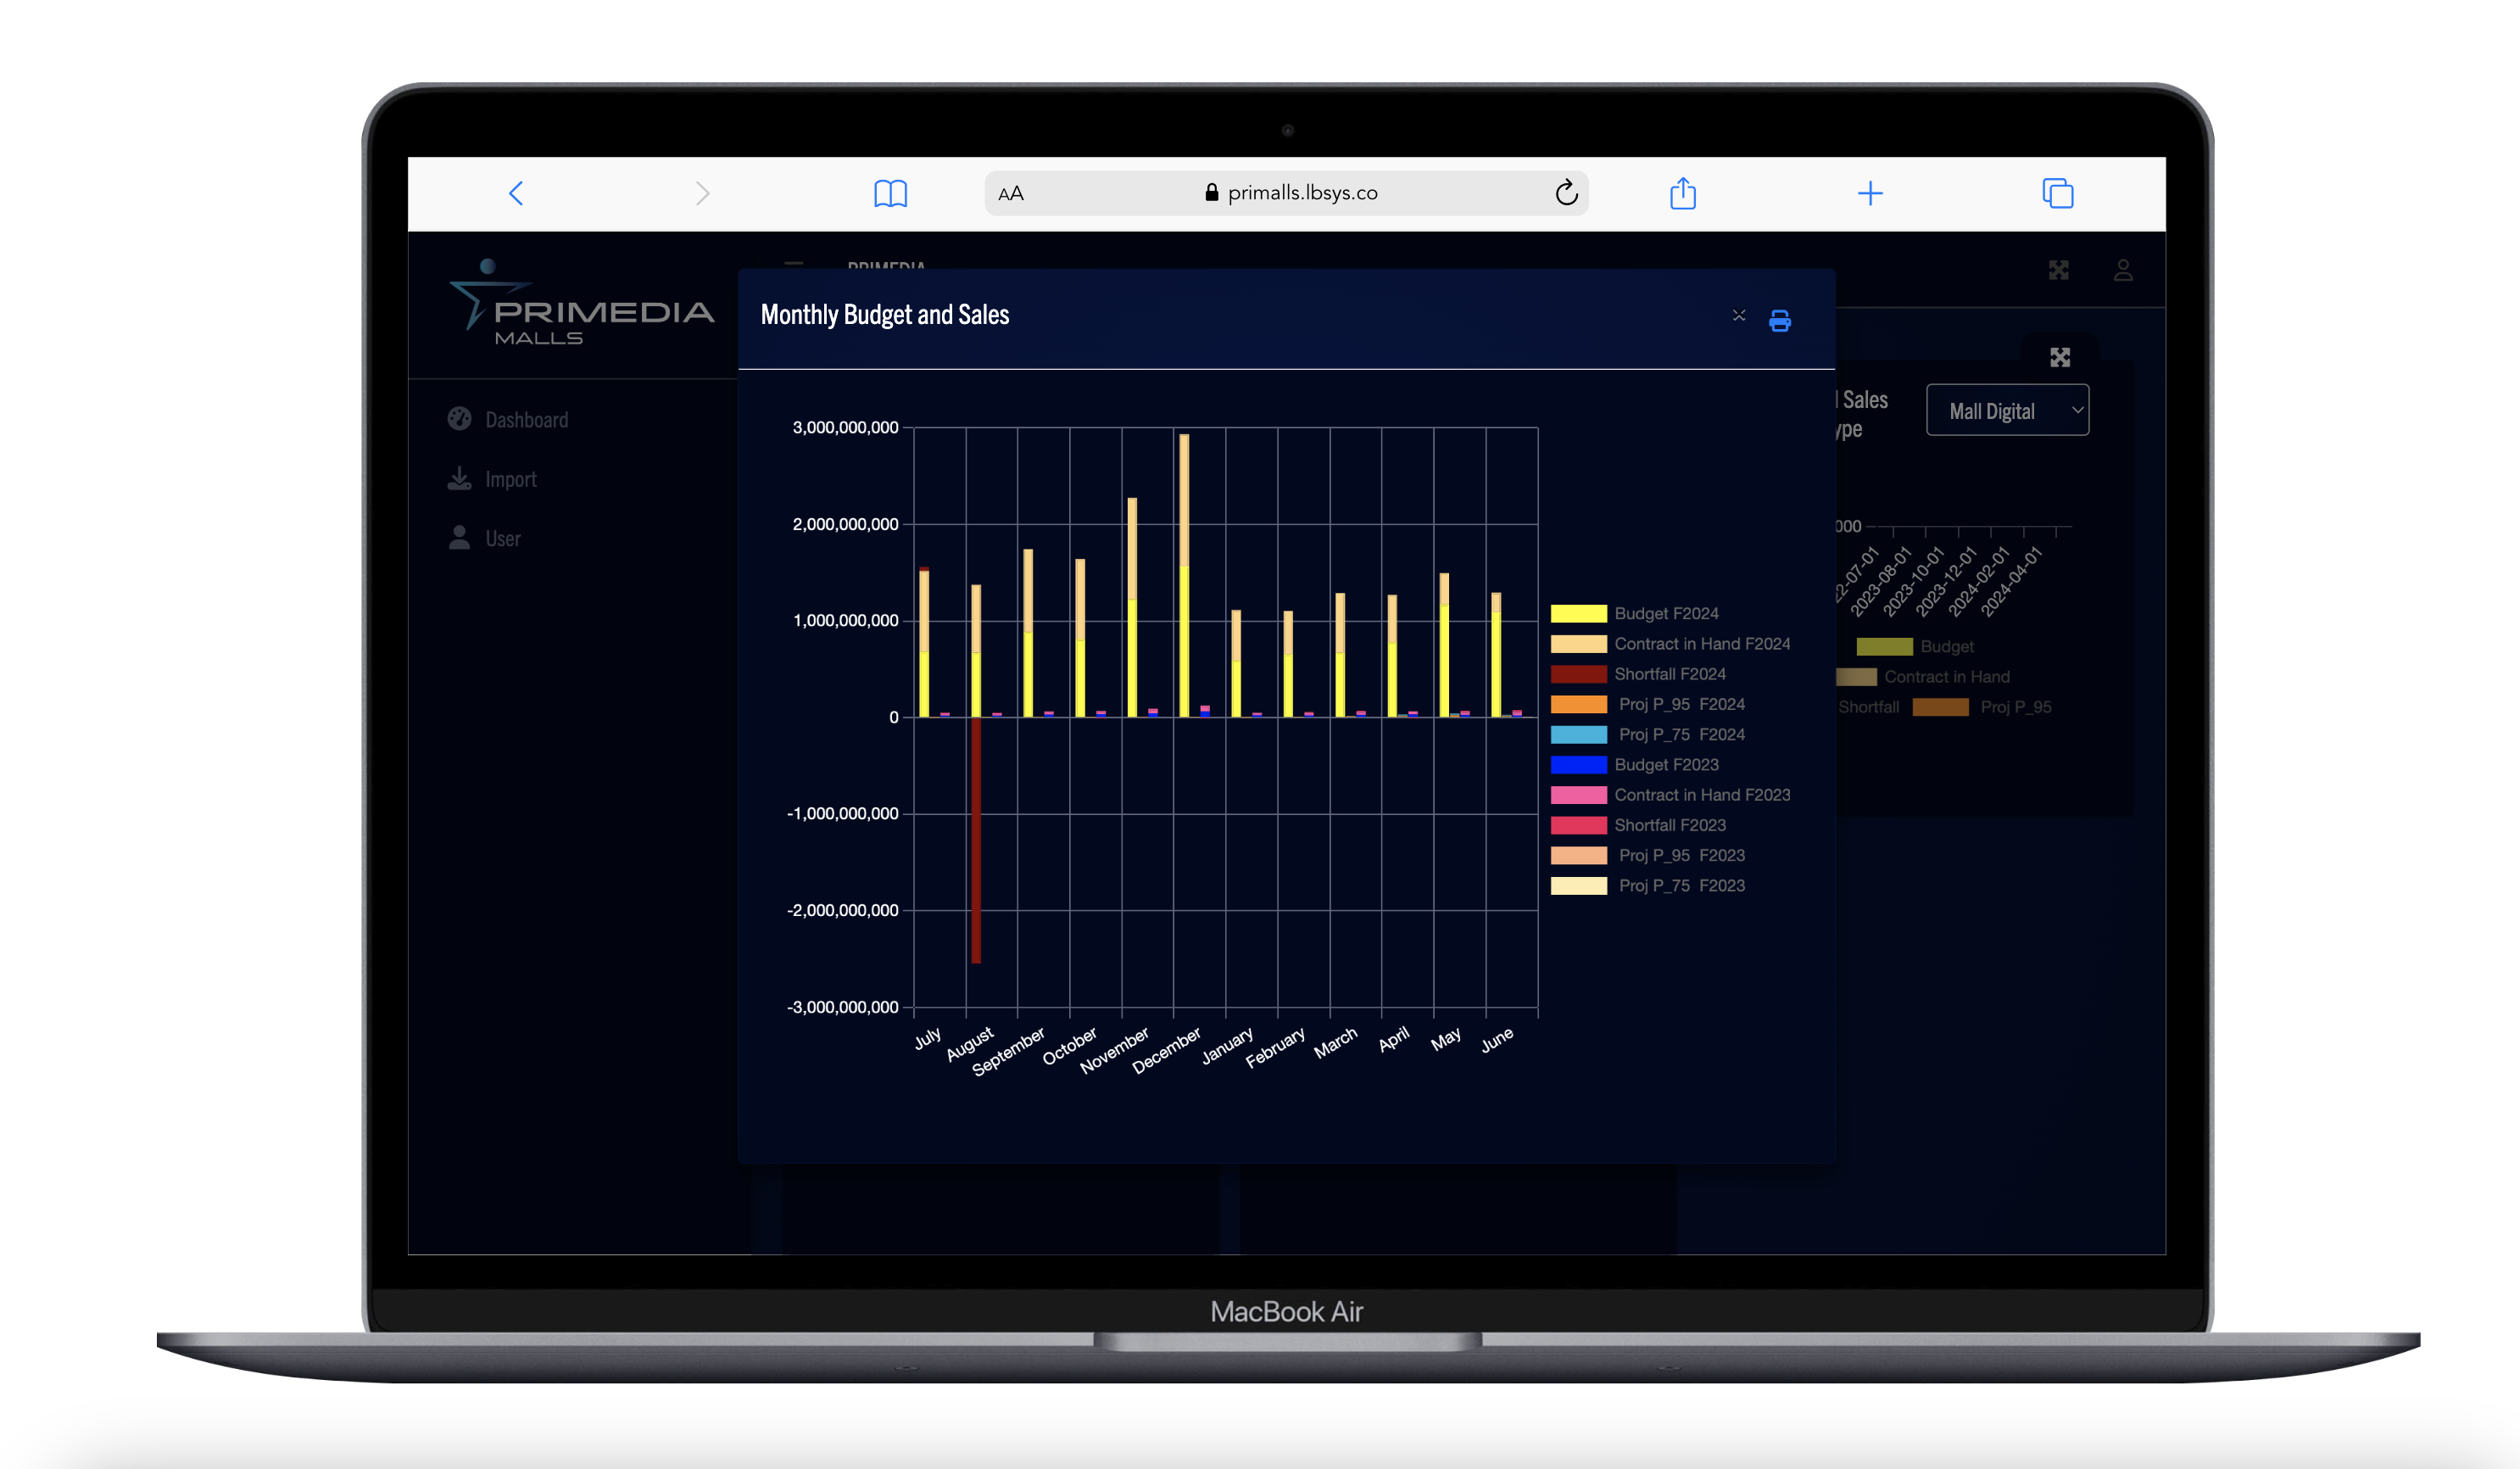 AA primalls.lbsys.co
PRIMEDIA
MALLS
PRIMEDIA
Dashboard
Import
User
Monthly Budget and Sales
3,000,000,000
2,000,000,000
1,000,000,000
0
-1,000,000,000
-2,000,000,000
-3,000,000,000
July
August
September
October
November
December
January
February
March
April
May
June
Budget F2024
Contract in Hand F2024
Shortfall F2024
Proj P_95 F2024
Proj P_75 F2024
Budget F2023
Contract in Hand F2023
Shortfall F2023
Proj P_95 F2023
Proj P_75 F2023
Sales
ype
Mall Digital
000
22-07-01
2023-08-01
2023-10-01
2023-12-01
2024-02-01
2024-04-01
Budget
Contract in Hand
Shortfall Proj P_95
MacBook Air